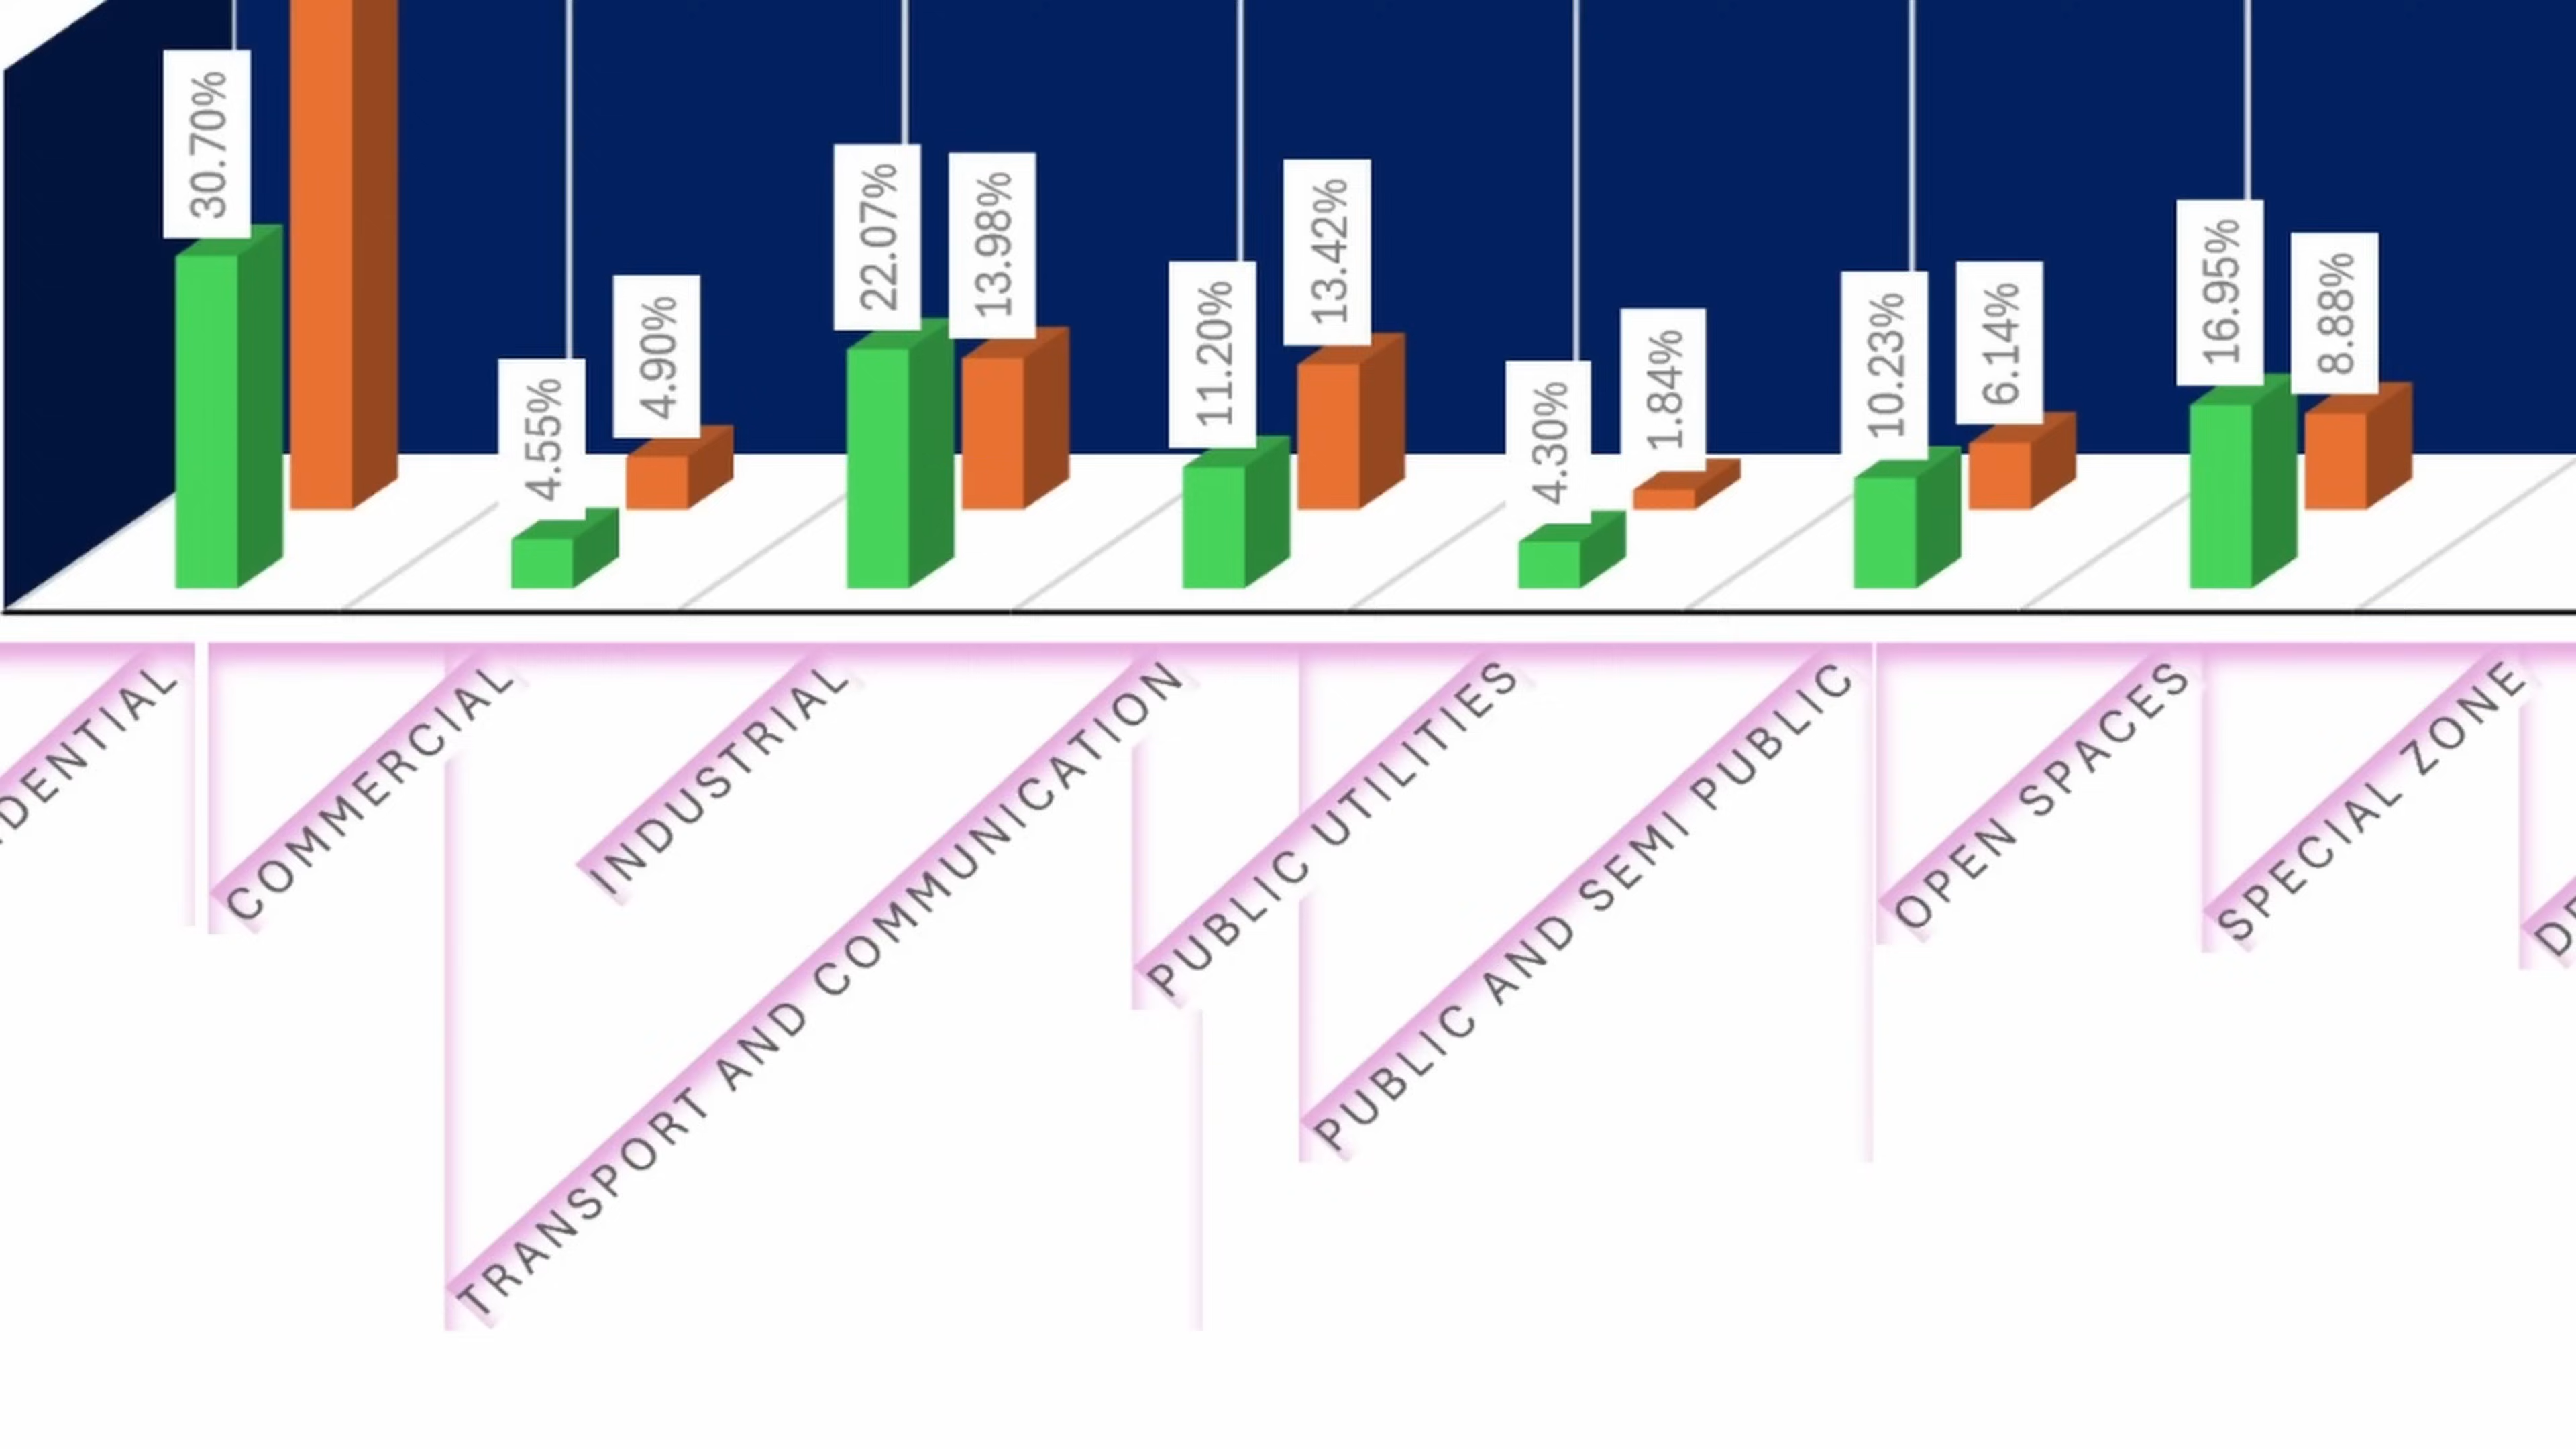 30.70%
4.55%
4.90%
22.07%
13.98%
11.20%
13.42%
4.30%
1.84%
10.23%
6.14%
16.95%
8.88%
DENTIAL
COMMERCIAL
INDUSTRIAL
TRANSPORT AND COMMUNICATION
PUBLIC UTILITIES
PUBLIC AND SEMI PUBLIC
OPEN SPACES
SPECIAL ZONE